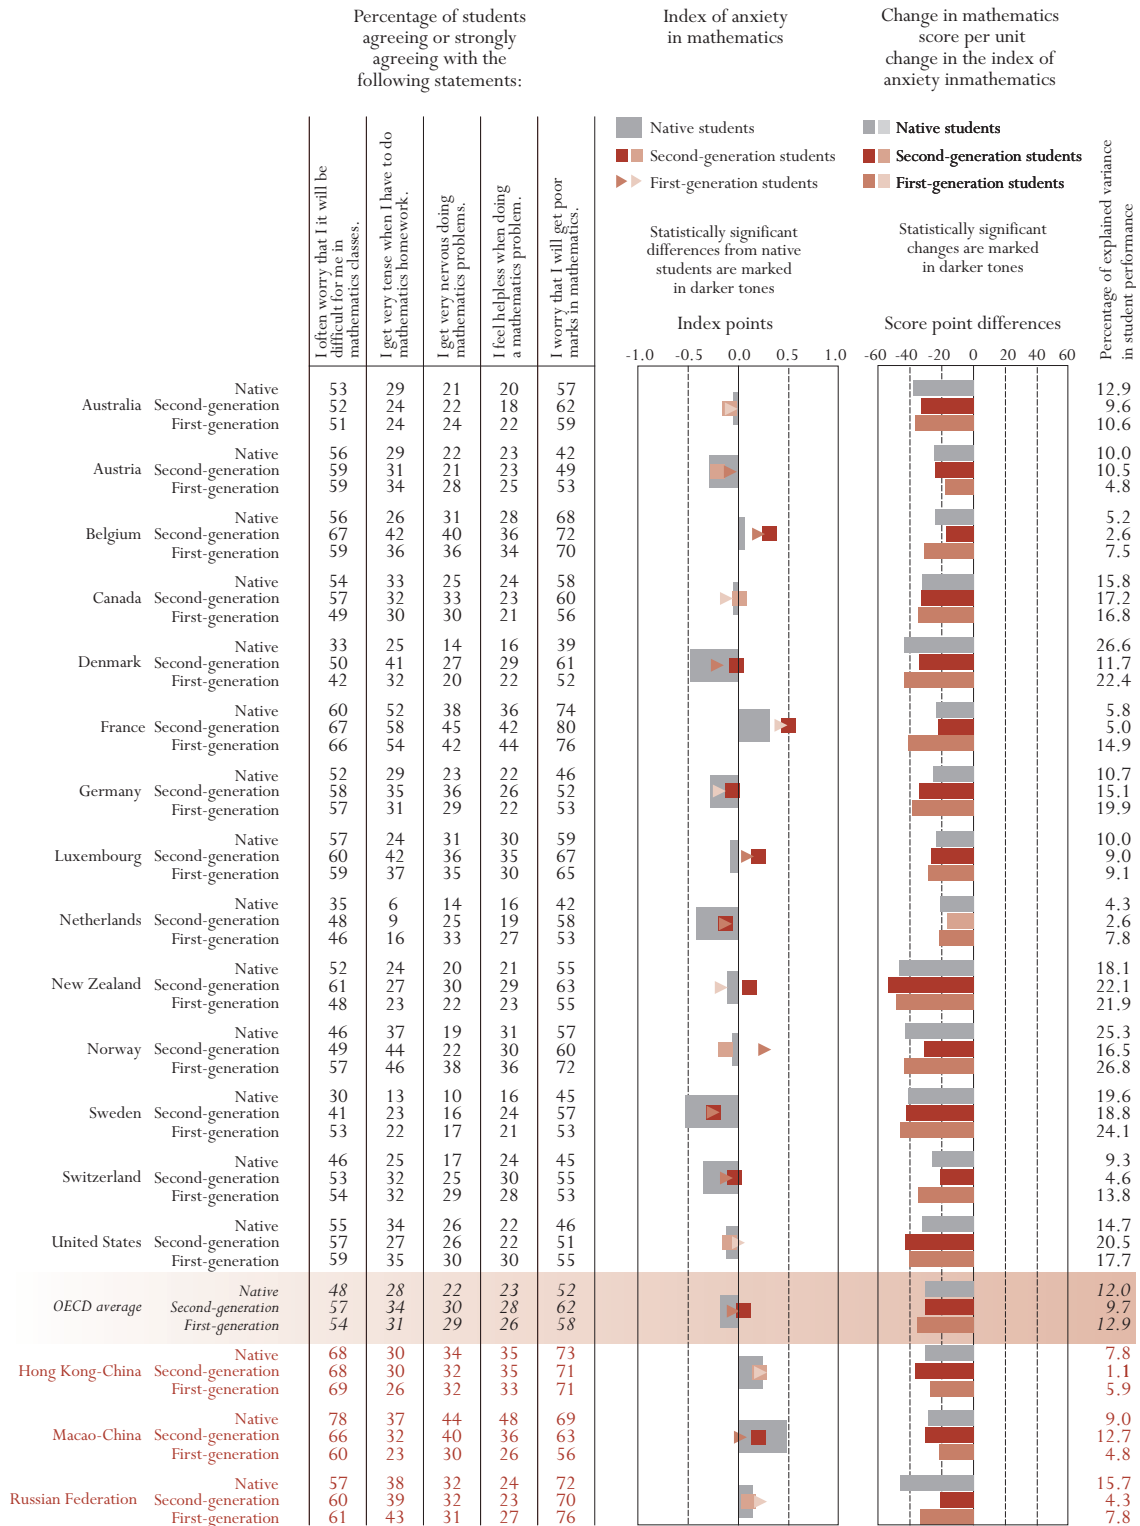 Percentage of students
agreeing or strongly
agreeing with the
following statements:
Index of anxiety
in mathematics
Change in mathematics
score per unit
change in the index of
anxiety inmathematics
I often worry that I it will be
difficult for me in
mathematics classes.
I get very tense when I have to do
mathematics homework.
I get very nervous doing
mathematics problems.
I feel helpless when doing
a mathematics problem.
I worry that I will get poor
marks in mathematics.
Native students
Second-generation students
First-generation students
Statistically significant
differences from native
students are marked
in darker tones
Index points
-1.0 -0.5 0.0 0.5 1.0
Native students
Second-generation students
First-generation students
Statistically significant
changes are marked
in darker tones
Score point differences
-60 -40 -20 0 20 40 60
Percentage of explained variance
in student performance
Native 53 29 21 20 57 12.9
Australia Second-generation 52 24 22 18 62 9.6
First-generation 51 24 24 22 59 10.6
Native 56 29 22 23 42 10.0
Austria Second-generation 59 31 21 23 49 10.5
First-generation 59 34 28 25 53 4.8
Native 56 26 31 28 68 5.2
Belgium Second-generation 67 42 40 36 72 2.6
First-generation 59 36 36 34 70 7.5
Native 54 33 25 24 58 15.8
Canada Second-generation 57 32 33 23 60 17.2
First-generation 49 30 30 21 56 16.8
Native 33 25 14 16 39 26.6
Denmark Second-generation 50 41 27 29 61 11.7
First-generation 42 32 20 22 52 22.4
Native 60 52 38 36 74 5.8
France Second-generation 67 58 45 42 80 5.0
First-generation 66 54 42 44 76 14.9
Native 52 29 23 22 46 10.7
Germany Second-generation 58 35 36 26 52 15.1
First-generation 57 31 29 22 53 19.9
Native 57 24 31 30 59 10.0
Luxembourg Second-generation 60 42 36 35 67 9.0
First-generation 59 37 35 30 65 9.1
Native 35 6 14 16 42 4.3
Netherlands Second-generation 48 9 25 19 58 2.6
First-generation 46 16 33 27 53 7.8
Native 52 24 20 21 55 18.1
New Zealand Second-generation 61 27 30 29 63 22.1
First-generation 48 23 22 23 55 21.9
Native 46 37 19 31 57 25.3
Norway Second-generation 49 44 22 30 60 16.5
First-generation 57 46 38 36 72 26.8
Native 30 13 10 16 45 19.6
Sweden Second-generation 41 23 16 24 57 18.8
First-generation 53 22 17 21 53 24.1
Native 46 25 17 24 45 9.3
Switzerland Second-generation 53 32 25 30 55 4.6
First-generation 54 32 29 28 53 13.8
Native 55 34 26 22 46 14.7
United States Second-generation 57 27 26 22 51 20.5
First-generation 59 35 30 30 55 17.7
Native 48 28 22 23 52 12.0
OECD average Second-generation 57 34 30 28 62 9.7
First-generation 54 31 29 26 58 12.9
Native 68 30 34 35 73 7.8
Hong Kong-China Second-generation 68 30 32 35 71 1.1
First-generation 69 26 32 33 71 5.9
Native 78 37 44 48 69 9.0
Macao-China Second-generation 66 32 40 36 63 12.7
First-generation 60 23 30 26 56 4.8
Native 57 38 32 24 72 15.7
Russian Federation Second-generation 60 39 32 23 70 4.3
First-generation 61 43 31 27 76 7.8